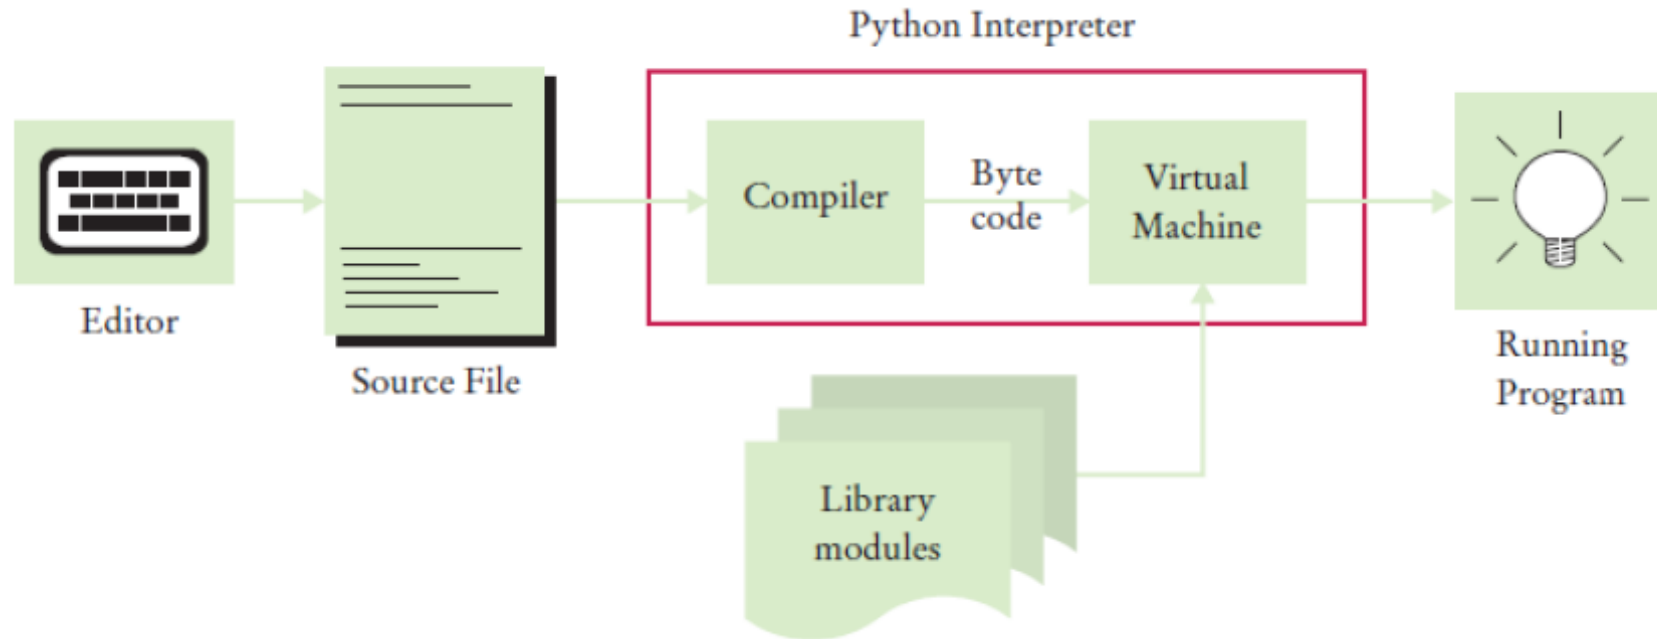 Python Interpreter
Editor
Source File
Compiler
Byte
code
Virtual
Machine
Running
Program
Library
modules